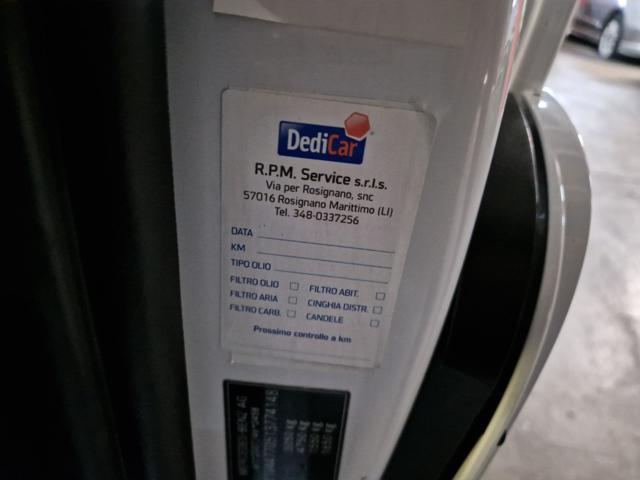 DediCar
R.P.M. Service s.r.l.s.
Via per Rosignano, snc
57016 Rosignano Marittimo (LI)
Tel. 348-0337256
DATA
KM
TIPO OLIO
FILTRO OLIO FILTRO ABIT.
FILTRO ARIA CINGHIA DISTR.
FILTRO CARB. CANDELE
Prossimo controllo a km